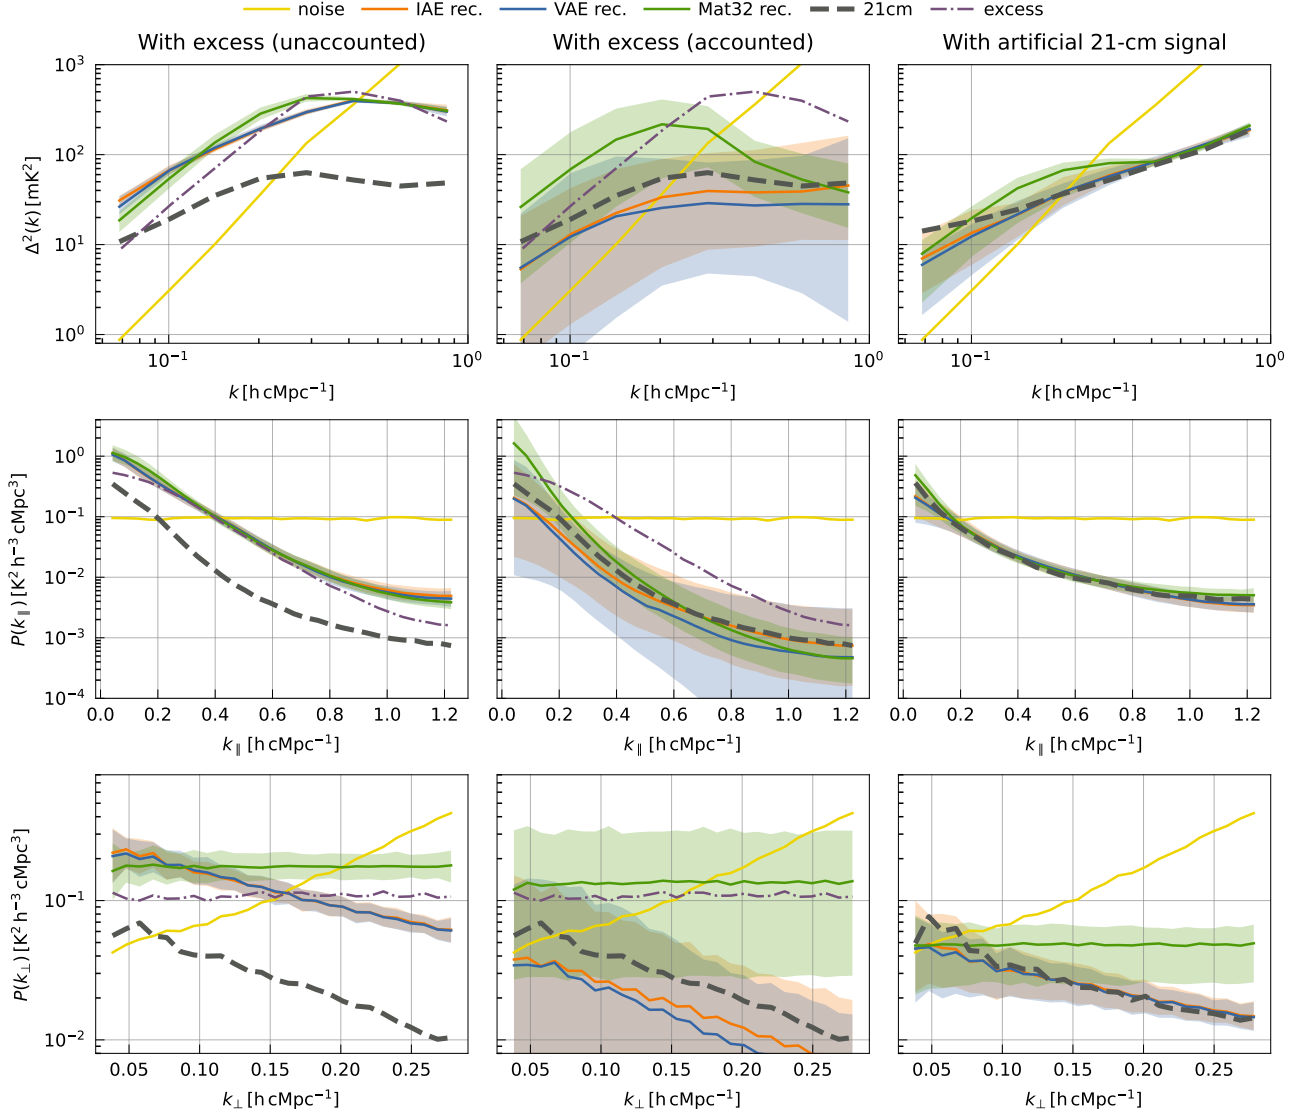 noise IAE rec. VAE rec. Mat32 rec. 21cm excess
With excess (unaccounted) With excess (accounted) With artificial 21-cm signal
10³
10²
10¹
10⁰
Δ²(k) [mK²]
10⁻¹ 10⁰ 10⁻¹ 10⁰ 10⁻¹ 10⁰
k [h cMpc⁻¹] k [h cMpc⁻¹] k [h cMpc⁻¹]
10⁰
10⁻¹
10⁻²
10⁻³
10⁻⁴
P(k∥) [K² h⁻³ cMpc³]
0.0 0.2 0.4 0.6 0.8 1.0 1.2 0.0 0.2 0.4 0.6 0.8 1.0 1.2 0.0 0.2 0.4 0.6 0.8 1.0 1.2
k∥ [h cMpc⁻¹] k∥ [h cMpc⁻¹] k∥ [h cMpc⁻¹]
10⁻¹
10⁻²
P(k⊥) [K² h⁻³ cMpc³]
0.05 0.10 0.15 0.20 0.25 0.05 0.10 0.15 0.20 0.25 0.05 0.10 0.15 0.20 0.25
k⊥ [h cMpc⁻¹] k⊥ [h cMpc⁻¹] k⊥ [h cMpc⁻¹]